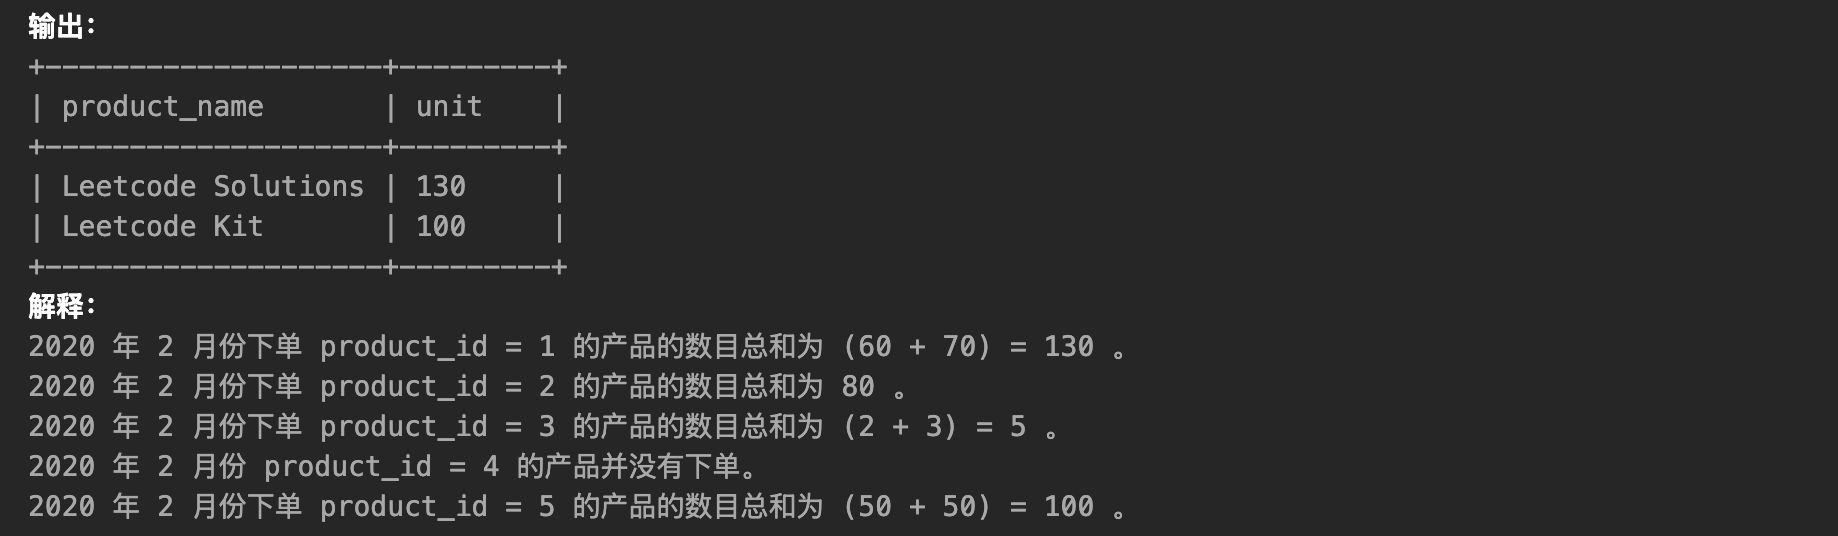 输出：
+--------------------+---------+
| product_name       | unit    |
+--------------------+---------+
| Leetcode Solutions | 130     |
| Leetcode Kit       | 100     |
+--------------------+---------+
解释：
2020 年 2 月份下单 product_id = 1 的产品的数目总和为 (60 + 70) = 130 。
2020 年 2 月份下单 product_id = 2 的产品的数目总和为 80 。
2020 年 2 月份下单 product_id = 3 的产品的数目总和为 (2 + 3) = 5 。
2020 年 2 月份 product_id = 4 的产品并没有下单。
2020 年 2 月份下单 product_id = 5 的产品的数目总和为 (50 + 50) = 100 。